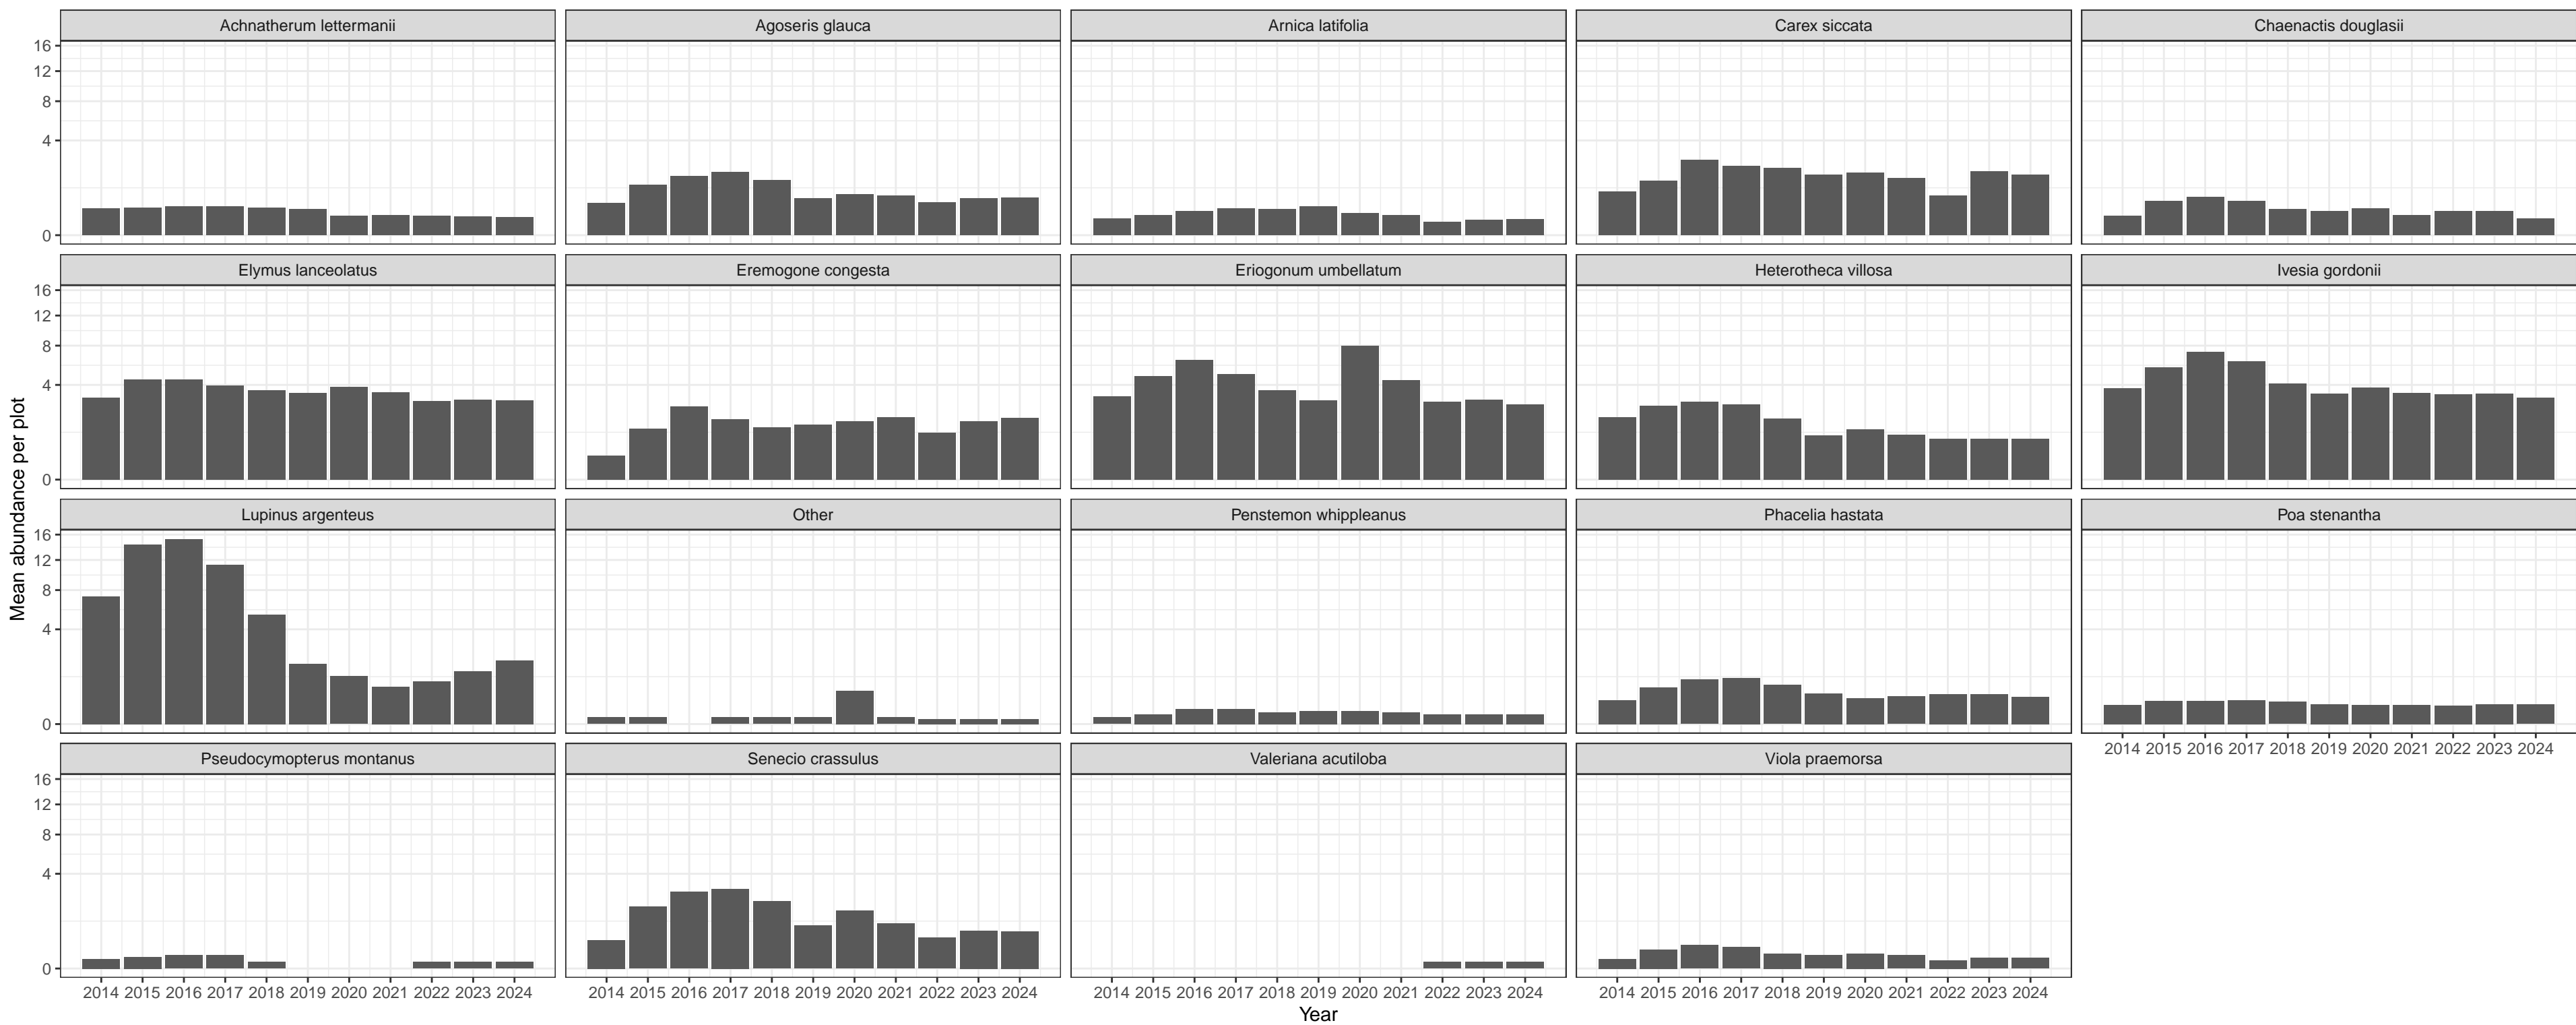 Achnatherum lettermanii Agoseris glauca Arnica latifolia Carex siccata Chaenactis douglasii
16
12
8
4
0
Elymus lanceolatus Eremogone congesta Eriogonum umbellatum Heterotheca villosa Ivesia gordonii
16
12
8
4
0
Mean abundance per plot
Lupinus argenteus Other Penstemon whippleanus Phacelia hastata Poa stenantha
16
12
8
4
0
2014 2015 2016 2017 2018 2019 2020 2021 2022 2023 2024
Pseudocymopterus montanus Senecio crassulus Valeriana acutiloba Viola praemorsa
16
12
8
4
0
2014 2015 2016 2017 2018 2019 2020 2021 2022 2023 2024 2014 2015 2016 2017 2018 2019 2020 2021 2022 2023 2024 2014 2015 2016 2017 2018 2019 2020 2021 2022 2023 2024 2014 2015 2016 2017 2018 2019 2020 2021 2022 2023 2024
Year